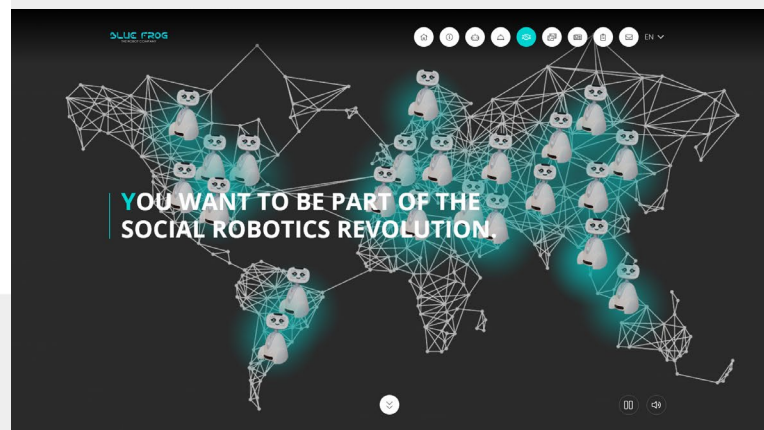 BLUE FROG
EN
YOU WANT TO BE PART OF THE
SOCIAL ROBOTICS REVOLUTION.